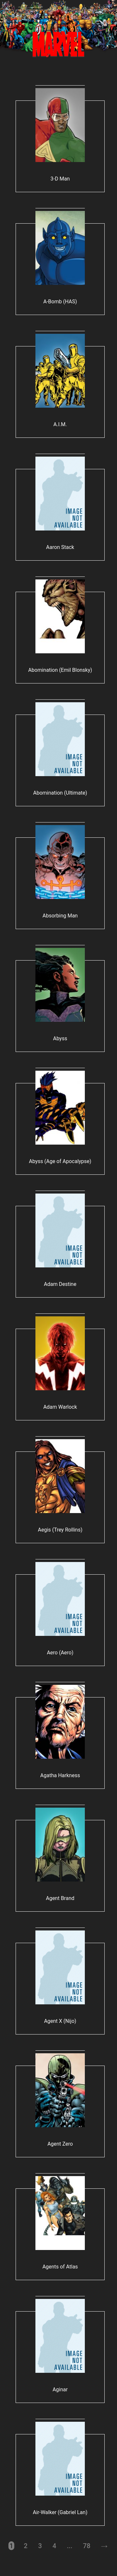 MARVEL
3-D Man
A-Bomb (HAS)
A.I.M.
IMAGE
NOT
AVAILABLE
Aaron Stack
Abomination (Emil Blonsky)
IMAGE
NOT
AVAILABLE
Abomination (Ultimate)
Absorbing Man
Abyss
Abyss (Age of Apocalypse)
IMAGE
NOT
AVAILABLE
Adam Destine
Adam Warlock
Aegis (Trey Rollins)
IMAGE
NOT
AVAILABLE
Aero (Aero)
Agatha Harkness
Agent Brand
IMAGE
NOT
AVAILABLE
Agent X (Nijo)
Agent Zero
Agents of Atlas
IMAGE
NOT
AVAILABLE
Aginar
IMAGE
NOT
AVAILABLE
Air-Walker (Gabriel Lan)
1 2 3 4 ... 78 →